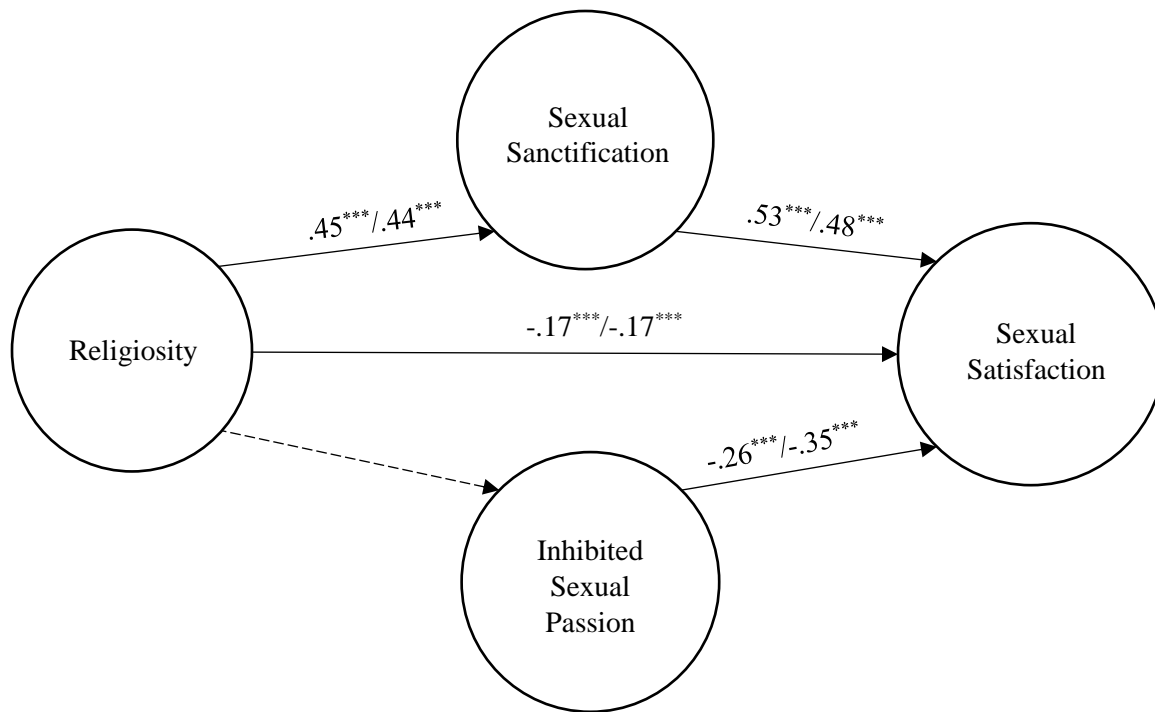 Sexual
Sanctification
.45***/.44***
.53***/.48***
Religiosity
-.17***/-.17***
Sexual
Satisfaction
-.26***/-.35***
Inhibited
Sexual
Passion